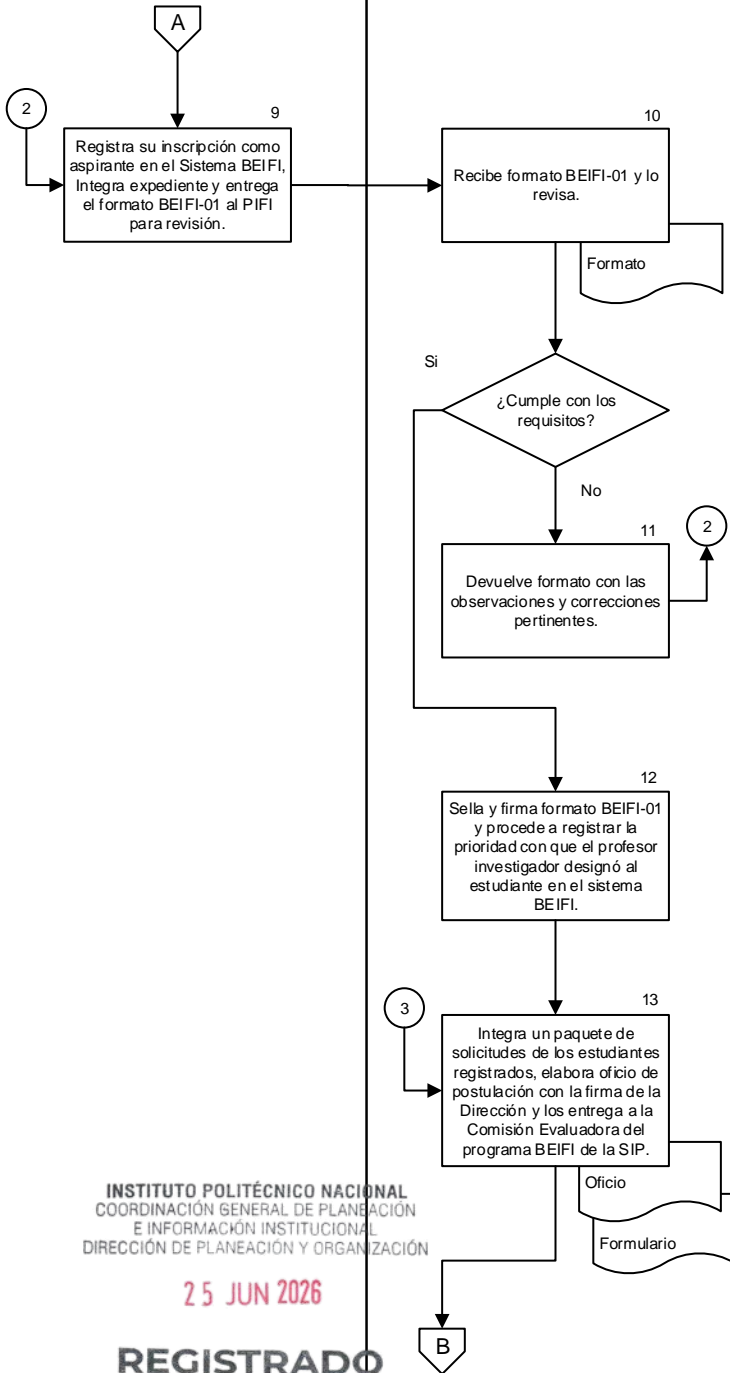 A
2
9
Registra su inscripción como
aspirante en el Sistema BEIFI,
Integra expediente y entrega
el formato BEIFI-01 al PIFI
para revisión.
10
Recibe formato BEIFI-01 y lo
revisa.
Formato
Si
¿Cumple con los
requisitos?
No
11
2
Devuelve formato con las
observaciones y correcciones
pertinentes.
12
Sella y firma formato BEIFI-01
y procede a registrar la
prioridad con que el profesor
investigador designó al
estudiante en el sistema
BEIFI.
3
13
Integra un paquete de
solicitudes de los estudiantes
registrados, elabora oficio de
postulación con la firma de la
Dirección y los entrega a la
Comisión Evaluadora del
programa BEIFI de la SIP.
Oficio
Formulario
INSTITUTO POLITÉCNICO NACIONAL
COORDINACIÓN GENERAL DE PLANEACIÓN
E INFORMACIÓN INSTITUCIONAL
DIRECCIÓN DE PLANEACIÓN Y ORGANIZACIÓN
25 JUN 2026
REGISTRADO
B